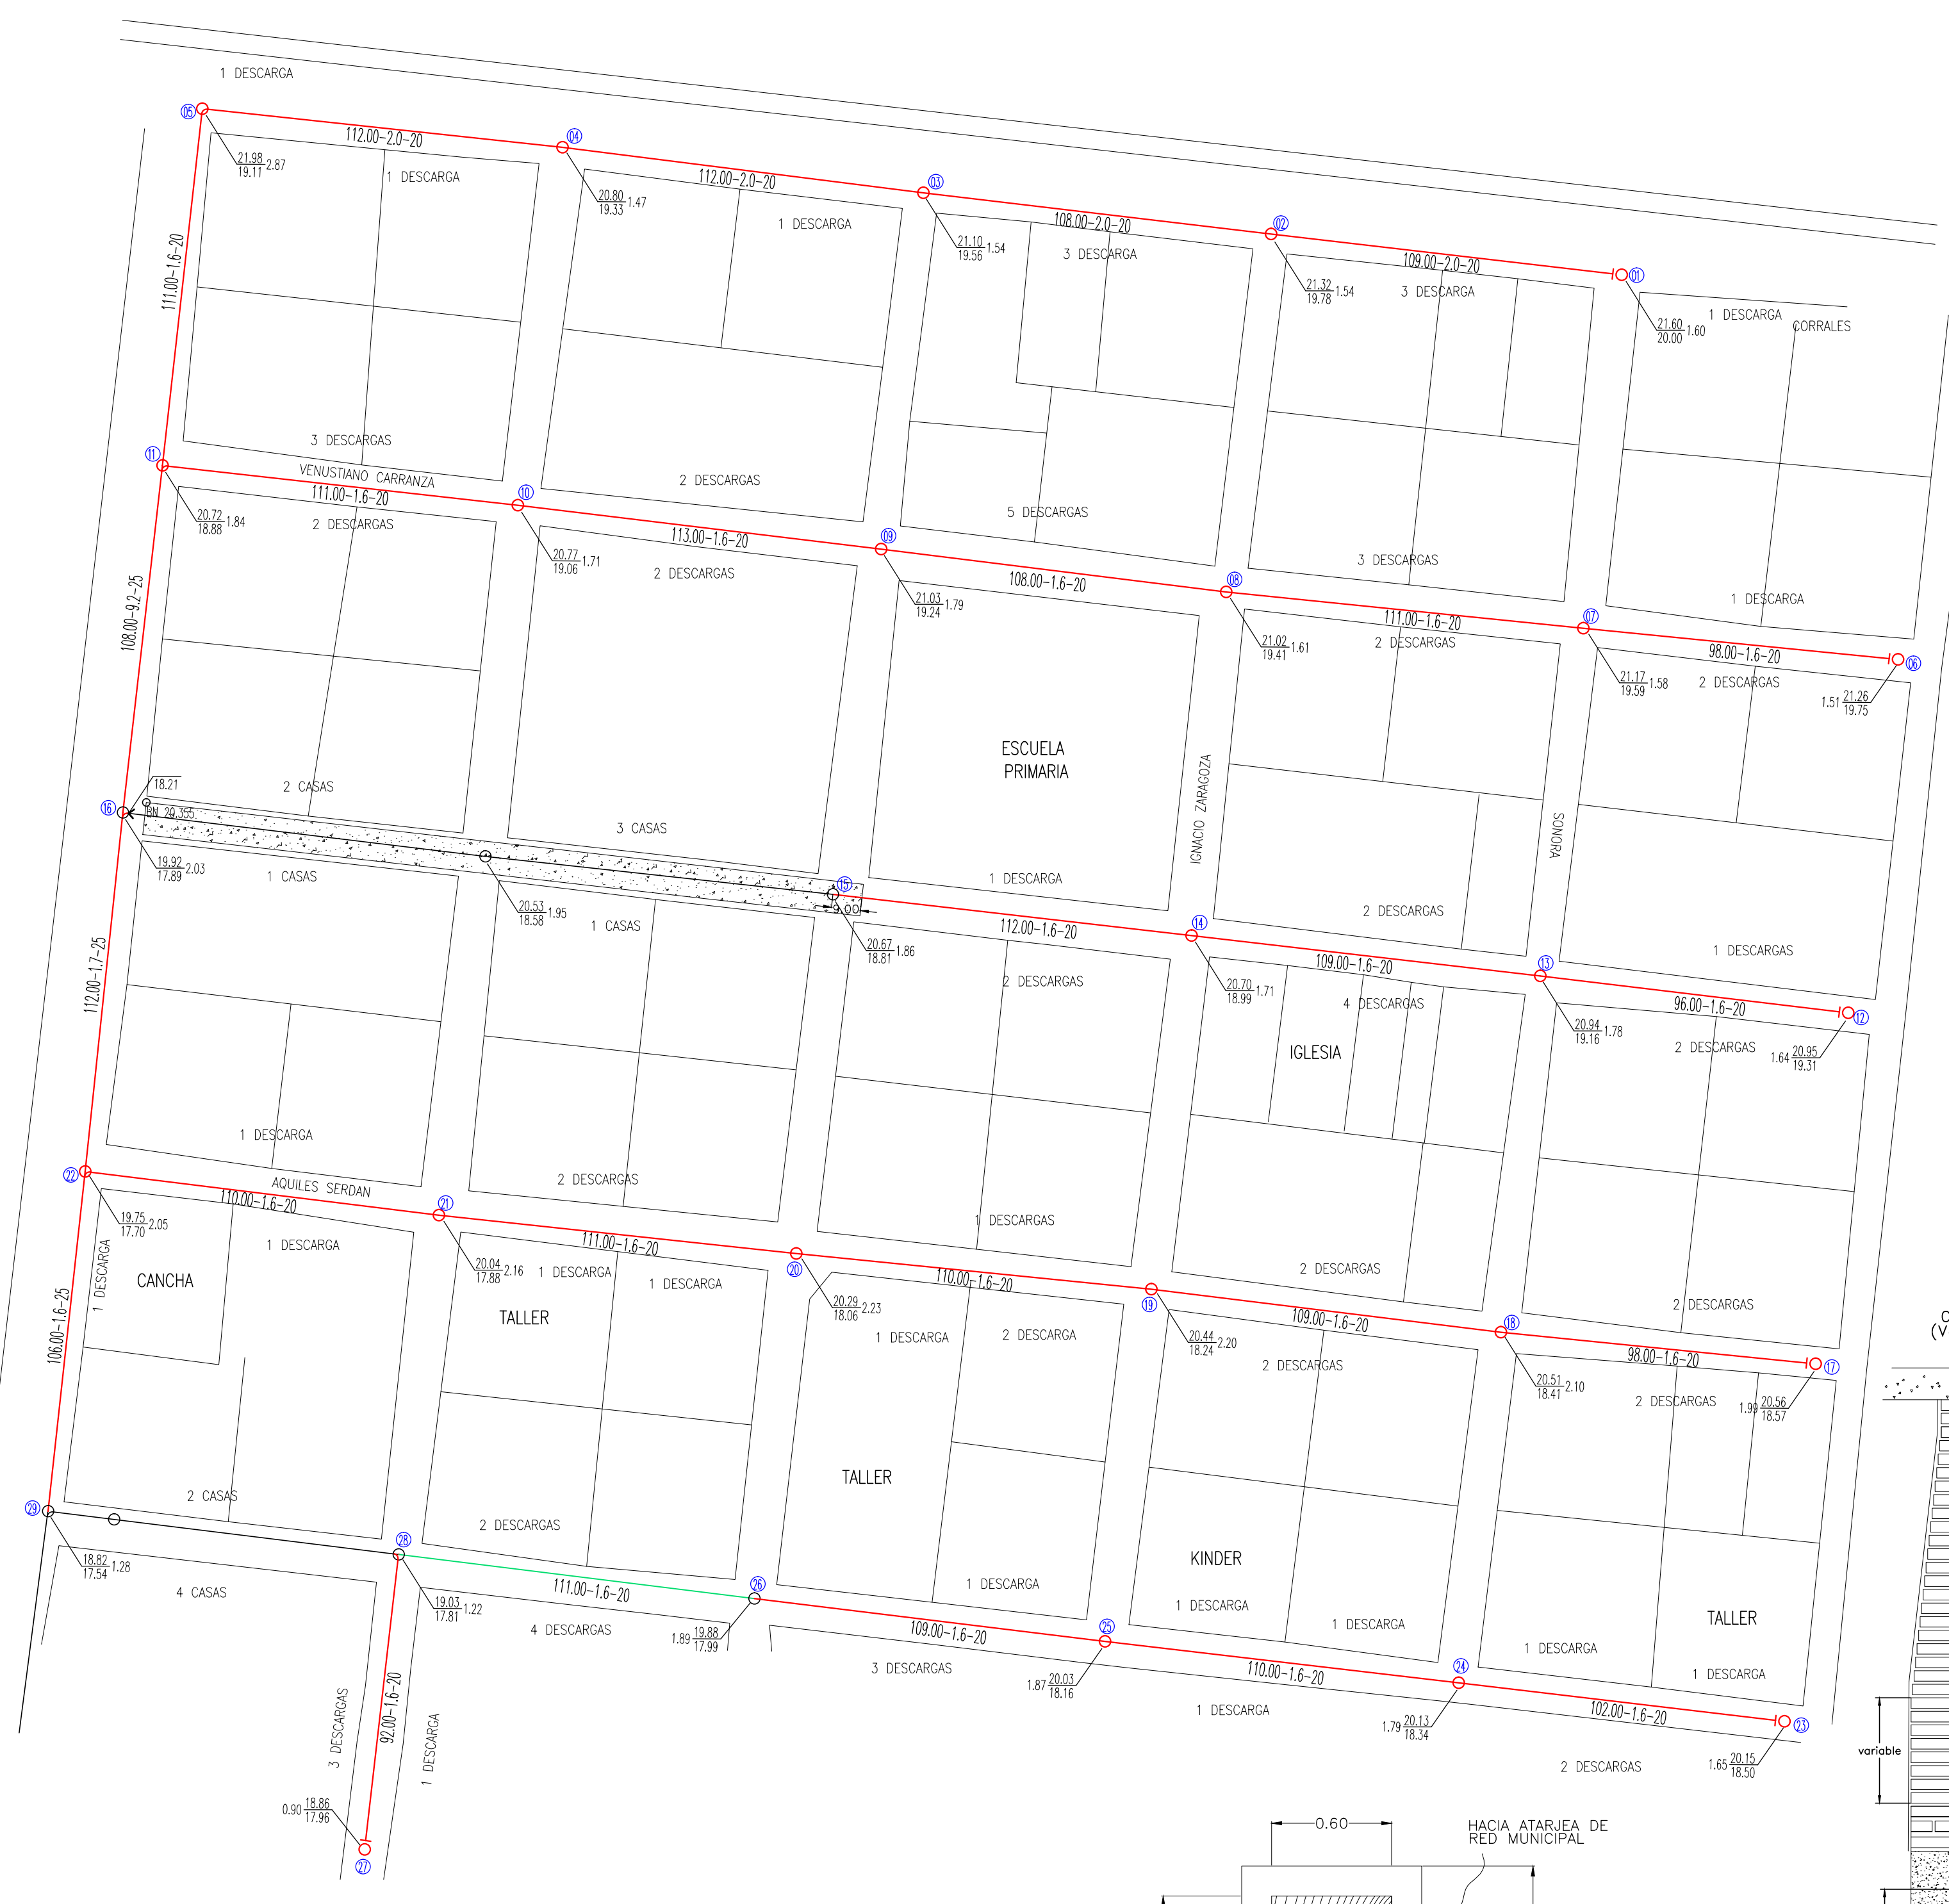 1 DESCARGA
05
112.00-2.0-20
04
21.98
19.11
2.87
1 DESCARGA
112.00-2.0-20
03
20.80
19.33
1.47
1 DESCARGA
108.00-2.0-20
02
21.10
19.56
1.54
3 DESCARGA
109.00-2.0-20
01
21.32
19.78
1.54
3 DESCARGA
21.60
20.00
1.60
1 DESCARGA
CORRALES
111.00-1.6-20
3 DESCARGAS
2 DESCARGAS
5 DESCARGAS
3 DESCARGAS
1 DESCARGA
11
VENUSTIANO CARRANZA
111.00-1.6-20
10
20.72
18.88
1.84
2 DESCARGAS
113.00-1.6-20
09
20.77
19.06
1.71
2 DESCARGAS
108.00-1.6-20
08
21.03
19.24
1.79
111.00-1.6-20
07
21.02
19.41
1.61
2 DESCARGAS
98.00-1.6-20
06
21.17
19.59
1.58
2 DESCARGAS
1.51
21.26
19.75
108.00-9.2-25
ESCUELA
PRIMARIA
IGNACIO ZARAGOZA
SONORA
2 CASAS
3 CASAS
1 DESCARGA
2 DESCARGAS
1 DESCARGAS
18.21
16
BN 20.355
19.92
17.89
2.03
1 CASAS
20.53
18.58
1.95
1 CASAS
15
9.00
20.67
18.81
1.86
112.00-1.6-20
14
2 DESCARGAS
20.70
18.99
1.71
109.00-1.6-20
13
4 DESCARGAS
IGLESIA
20.94
19.16
1.78
96.00-1.6-20
12
2 DESCARGAS
1.64
20.95
19.31
112.00-1.7-25
1 DESCARGA
2 DESCARGAS
1 DESCARGAS
2 DESCARGAS
2 DESCARGAS
22
AQUILES SERDAN
110.00-1.6-20
21
19.75
17.70
2.05
1 DESCARGA
1 DESCARGA
CANCHA
111.00-1.6-20
20
20.04
17.88
2.16
1 DESCARGA
1 DESCARGA
TALLER
110.00-1.6-20
19
20.29
18.06
2.23
1 DESCARGA
2 DESCARGA
TALLER
109.00-1.6-20
18
20.44
18.24
2.20
2 DESCARGAS
98.00-1.6-20
17
20.51
18.41
2.10
2 DESCARGAS
1.99
20.56
18.57
106.00-1.6-25
2 CASAS
2 DESCARGAS
1 DESCARGA
KINDER
1 DESCARGA
1 DESCARGA
TALLER
1 DESCARGA
1 DESCARGA
29
18.82
17.54
1.28
4 CASAS
28
19.03
17.81
1.22
111.00-1.6-20
26
4 DESCARGAS
1.89
19.88
17.99
109.00-1.6-20
25
3 DESCARGAS
1.87
20.03
18.16
110.00-1.6-20
24
1 DESCARGA
1.79
20.13
18.34
102.00-1.6-20
23
2 DESCARGAS
1.65
20.15
18.50
92.00-1.6-20
3 DESCARGAS
1 DESCARGA
0.90
18.86
17.96
27
variable
0.60
HACIA ATARJEA DE
RED MUNICIPAL